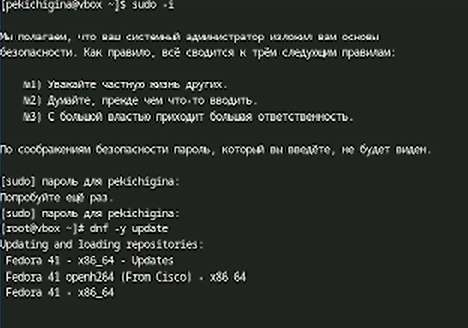 [pekichigina@vbox ~]$ sudo -i
Мы полагаем, что ваш системный администратор изложил вам основы
безопасности. Как правило, всё сводится к трём следующим правилам:
№1) Уважайте частную жизнь других.
№2) Думайте, прежде чем что-то вводить.
№3) С большой властью приходит большая ответственность.
По соображениям безопасности пароль, который вы введёте, не будет виден.
[sudo] пароль для pekichigina:
Попробуйте ещё раз.
[sudo] пароль для pekichigina:
[root@vbox ~]# dnf -y update
Updating and loading repositories:
Fedora 41 - x86_64 - Updates
Fedora 41 openh264 (From Cisco) - x86_64
Fedora 41 - x86_64